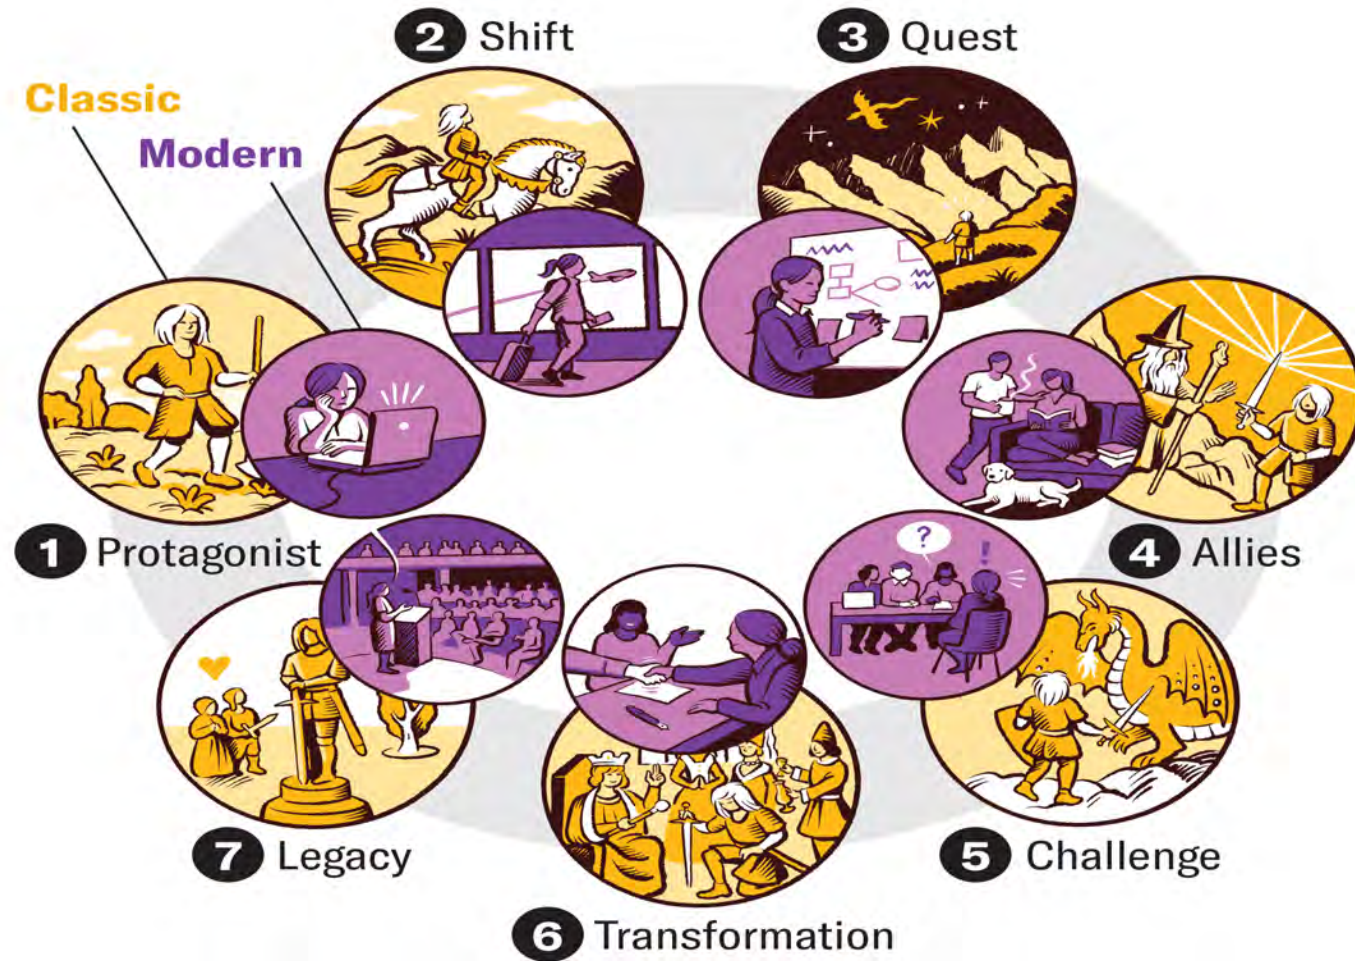 Classic
Modern
1 Protagonist
2 Shift
3 Quest
4 Allies
?
!
5 Challenge
6 Transformation
7 Legacy